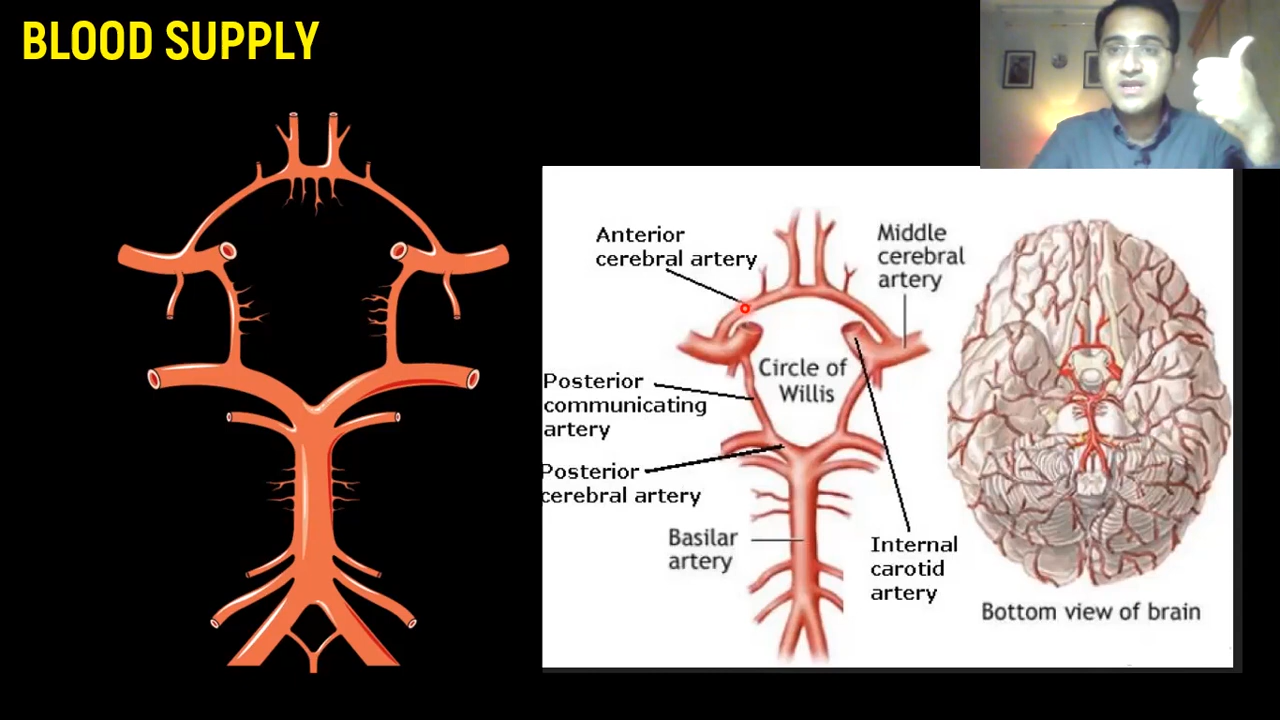 BLOOD SUPPLY
Anterior
cerebral artery
Middle
cerebral
artery
Circle of
Willis
Posterior
communicating
artery
Posterior
cerebral artery
Basilar
artery
Internal
carotid
artery
Bottom view of brain